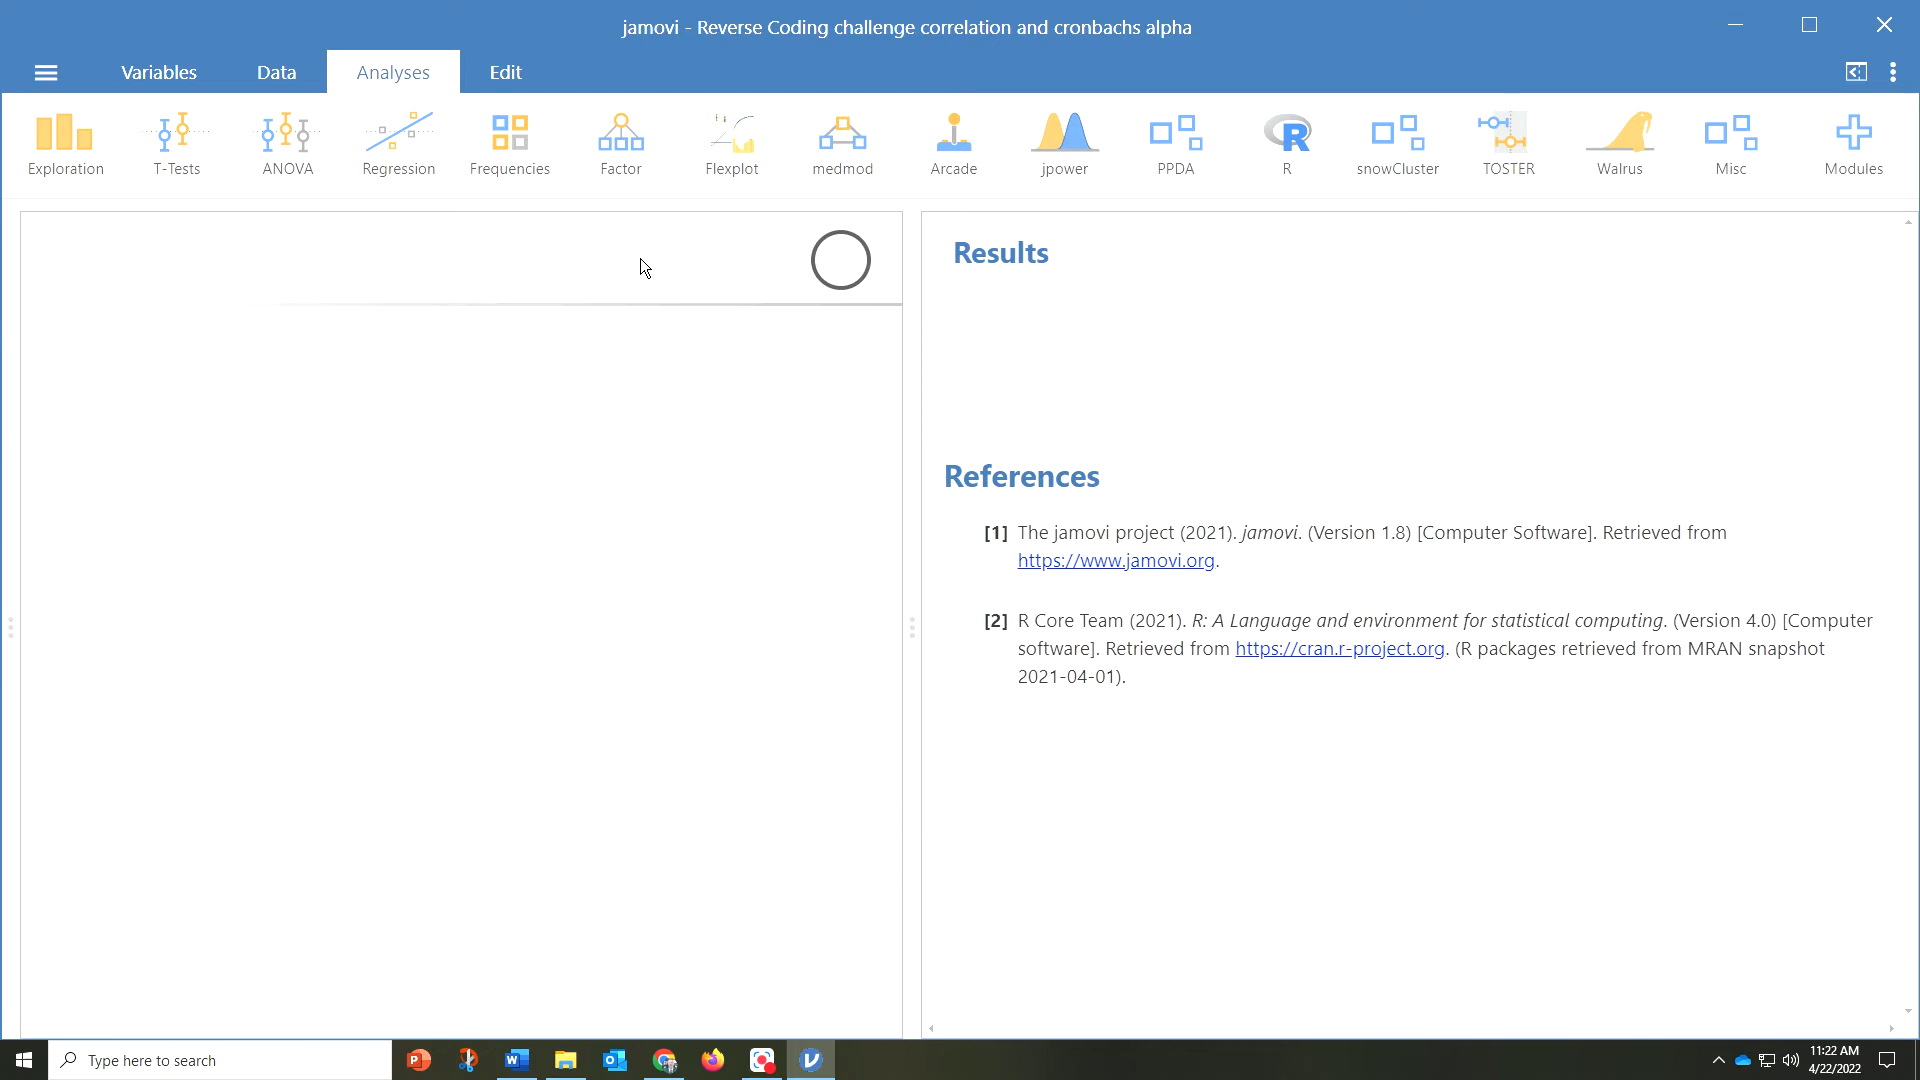 jamovi - Reverse Coding challenge correlation and cronbachs alpha
Variables Data Analyses Edit
Exploration T-Tests ANOVA Regression Frequencies Factor Flexplot medmod Arcade jpower PPDA R snowCluster TOSTER Walrus Misc Modules
Results
References
[1] The jamovi project (2021). jamovi. (Version 1.8) [Computer Software]. Retrieved from
https://www.jamovi.org.
[2] R Core Team (2021). R: A Language and environment for statistical computing. (Version 4.0) [Computer
software]. Retrieved from https://cran.r-project.org. (R packages retrieved from MRAN snapshot
2021-04-01).
Type here to search
11:22 AM
4/22/2022